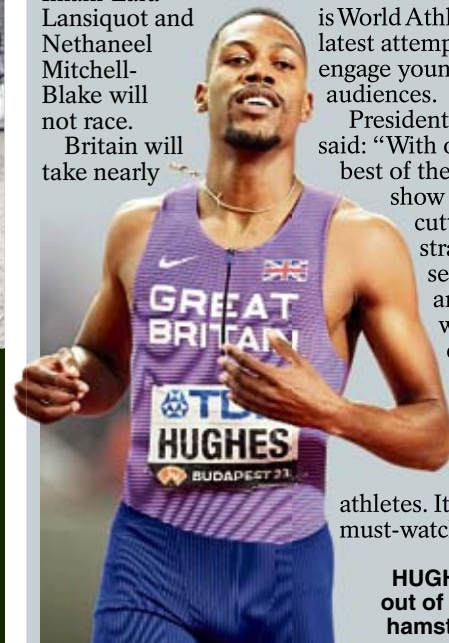 Lansiquot and
Nethaneel
Mitchell-
Blake will
not race.
Britain will
take nearly
is World Athl
latest attemp
engage youn
audiences.
President
said: “With o
best of the
show
cutt
stra
se
ar
w
athletes. It
must-watch
GREAT
BRITAIN
TDK
HUGHES
BUDAPEST 23
HUGH
out of
hamst